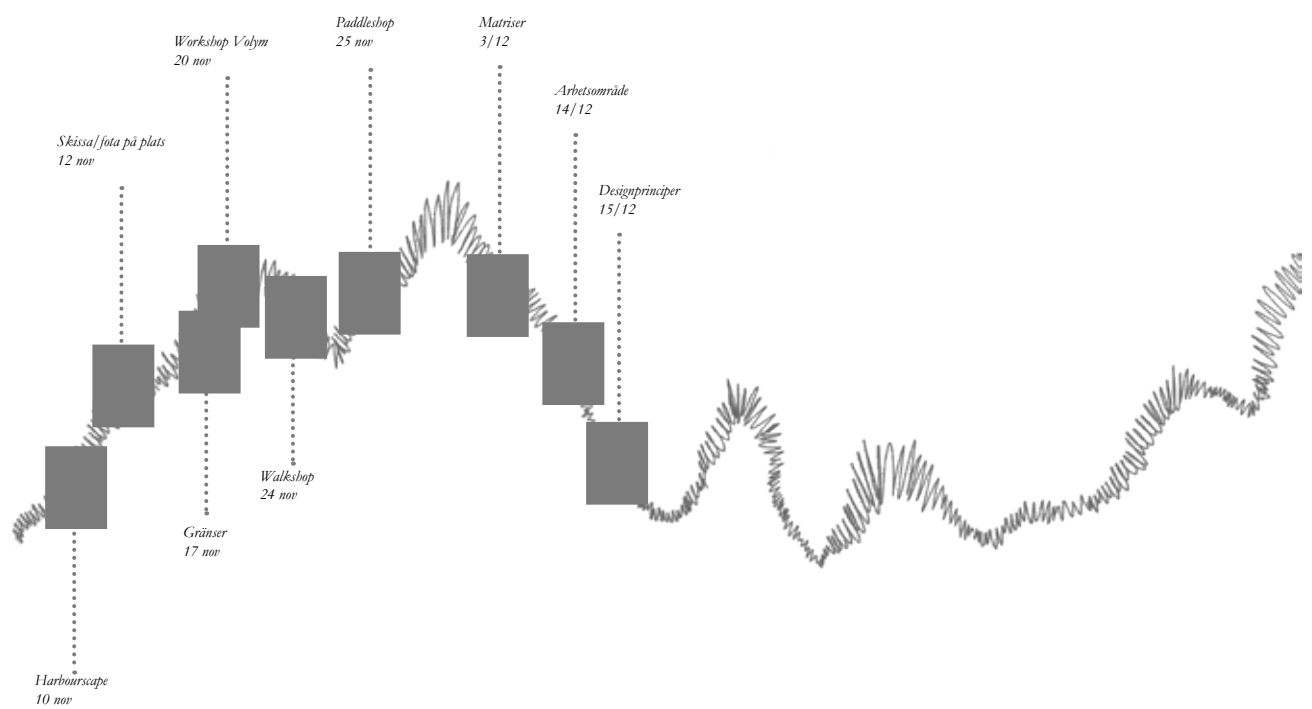 Paddleshop
25 nov
Matriser
3/12
Workshop Volym
20 nov
Arbetsområde
14/12
Skissa/fota på plats
12 nov
Designprinciper
15/12
Walkshop
24 nov
Gränser
17 nov
Harbourscape
10 nov